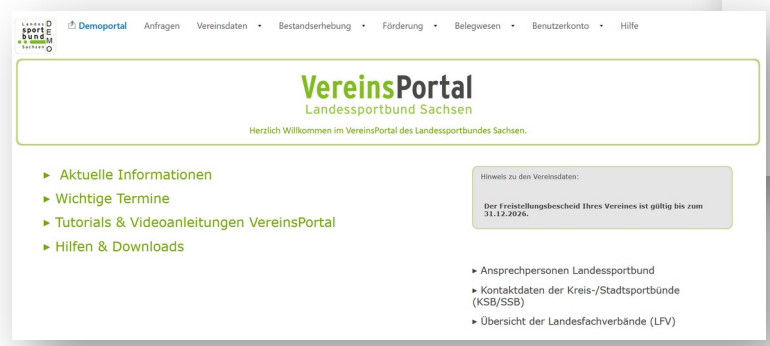 Landes
sport
bund
Sachsen
DEMO
Demoportal Anfragen Vereinsdaten Bestandserhebung Förderung Belegwesen Benutzerkonto Hilfe
VereinsPortal
Landessportbund Sachsen
Herzlich Willkommen im VereinsPortal des Landessportbundes Sachsen.
Aktuelle Informationen
Wichtige Termine
Tutorials & Videoanleitungen VereinsPortal
Hilfen & Downloads
Hinweis zu den Vereinsdaten:
Der Freistellungsbescheid Ihres Vereines ist gültig bis zum
31.12.2026.
Ansprechpersonen Landessportbund
Kontaktdaten der Kreis-/Stadtsportbünde
(KSB/SSB)
Übersicht der Landesfachverbände (LFV)